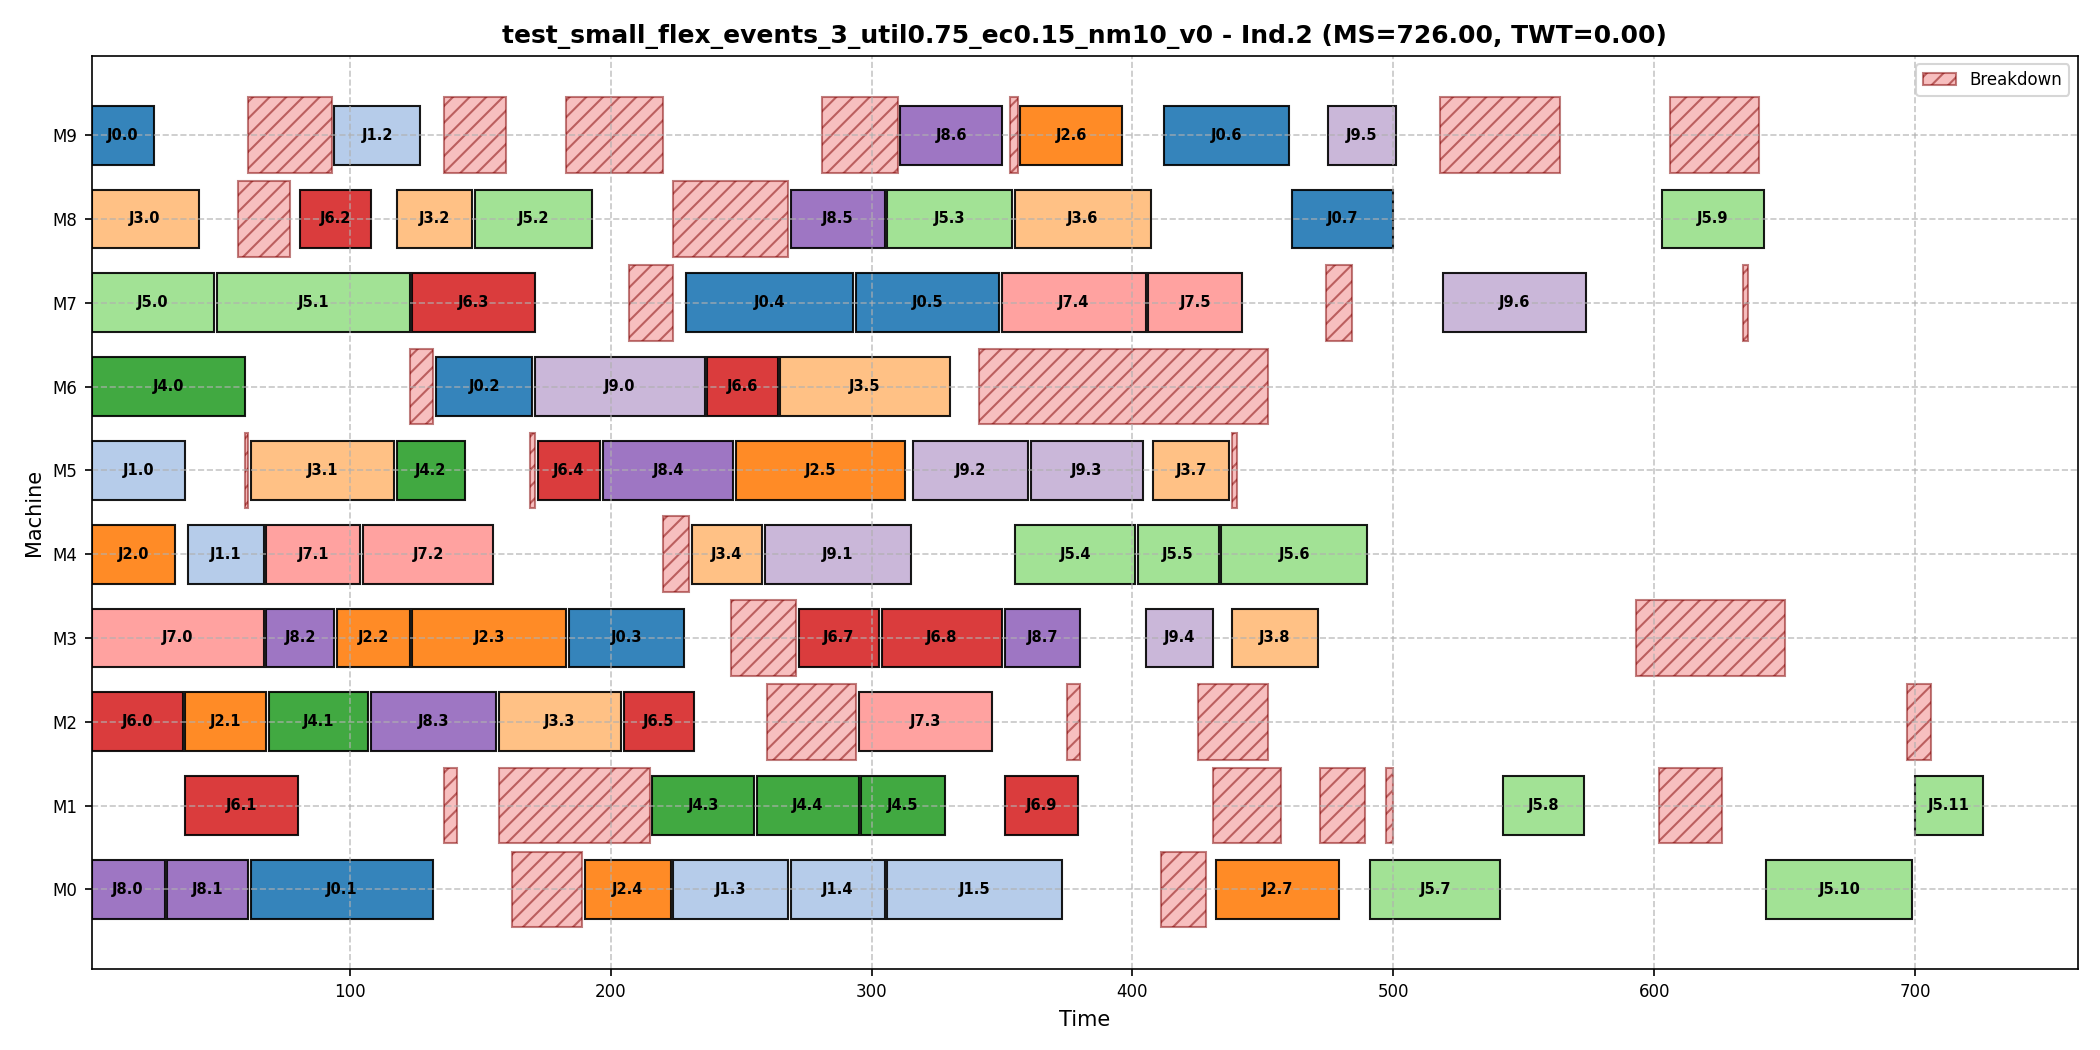 test_small_flex_events_3_util0.75_ec0.15_nm10_v0 - Ind.2 (MS=726.00, TWT=0.00)
Breakdown
M9 J0.0 J1.2 J8.6 J2.6 J0.6 J9.5
M8 J3.0 J6.2 J3.2 J5.2 J8.5 J5.3 J3.6 J0.7 J5.9
M7 J5.0 J5.1 J6.3 J0.4 J0.5 J7.4 J7.5 J9.6
M6 J4.0 J0.2 J9.0 J6.6 J3.5
M5 J1.0 J3.1 J4.2 J6.4 J8.4 J2.5 J9.2 J9.3 J3.7
Machine
M4 J2.0 J1.1 J7.1 J7.2 J3.4 J9.1 J5.4 J5.5 J5.6
M3 J7.0 J8.2 J2.2 J2.3 J0.3 J6.7 J6.8 J8.7 J9.4 J3.8
M2 J6.0 J2.1 J4.1 J8.3 J3.3 J6.5 J7.3
M1 J6.1 J4.3 J4.4 J4.5 J6.9 J5.8 J5.11
M0 J8.0 J8.1 J0.1 J2.4 J1.3 J1.4 J1.5 J2.7 J5.7 J5.10
100 200 300 400 500 600 700
Time